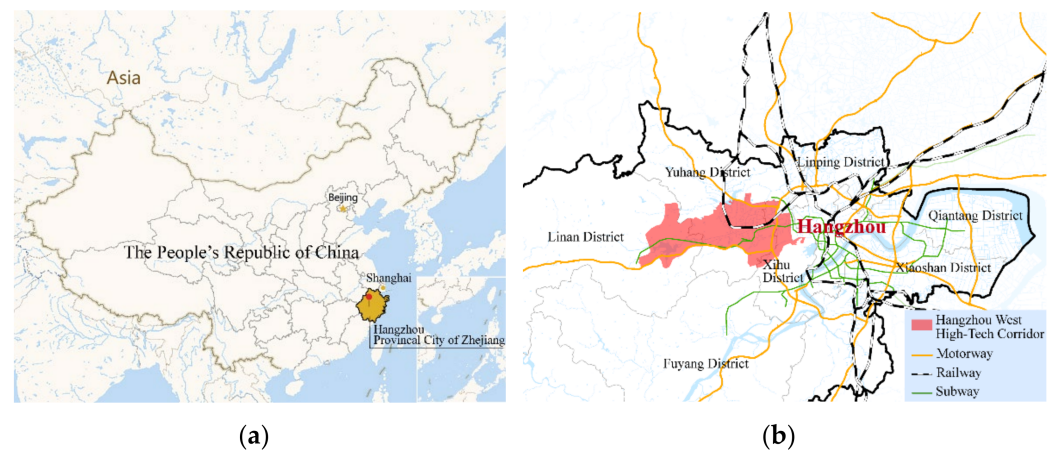 Asia
Beijing
The People's Republic of China
Shanghai
Hangzhou
Provincal City of Zhejiang
(a)
Linping District
Yuhang District
Qiantang District
Hangzhou
Linan District
Xihu
District
Xiaoshan District
Fuyang District
Hangzhou West
High-Tech Corridor
Motorway
Railway
Subway
(b)